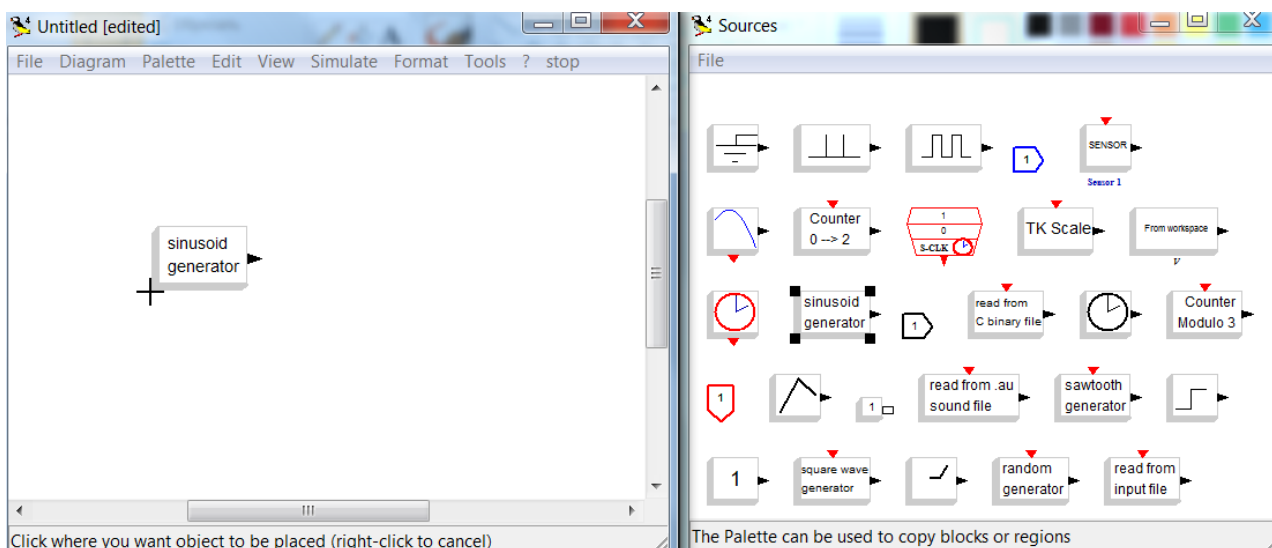 Untitled [edited]
File Diagram Palette Edit View Simulate Format Tools ? stop
sinusoid
generator
Click where you want object to be placed (right-click to cancel)
Sources
File
1
SENSOR
Sensor 1
Counter
0 --> 2
1
0
S-CLK
TK Scale
From workspace
V
sinusoid
generator
1
read from
C binary file
Counter
Modulo 3
1
1
read from .au
sound file
sawtooth
generator
1
square wave
generator
random
generator
read from
input file
The Palette can be used to copy blocks or regions